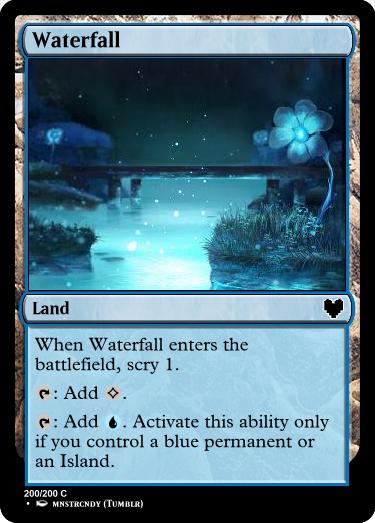 Waterfall
Land
When Waterfall enters the
battlefield, scry 1.
: Add .
: Add . Activate this ability only
if you control a blue permanent or
an Island.
200/200 C
• MNSTRCNDY (TUMBLR)